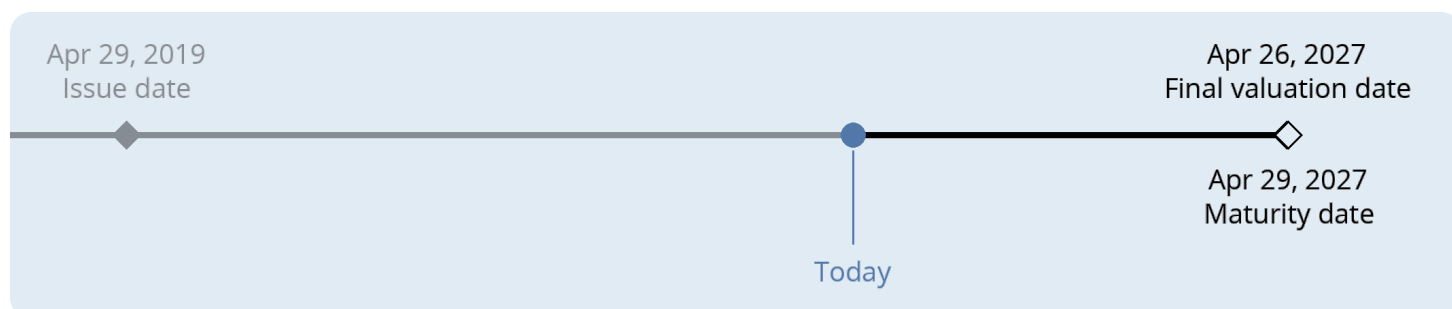 Apr 29, 2019
Issue date
Apr 26, 2027
Final valuation date
Apr 29, 2027
Maturity date
Today